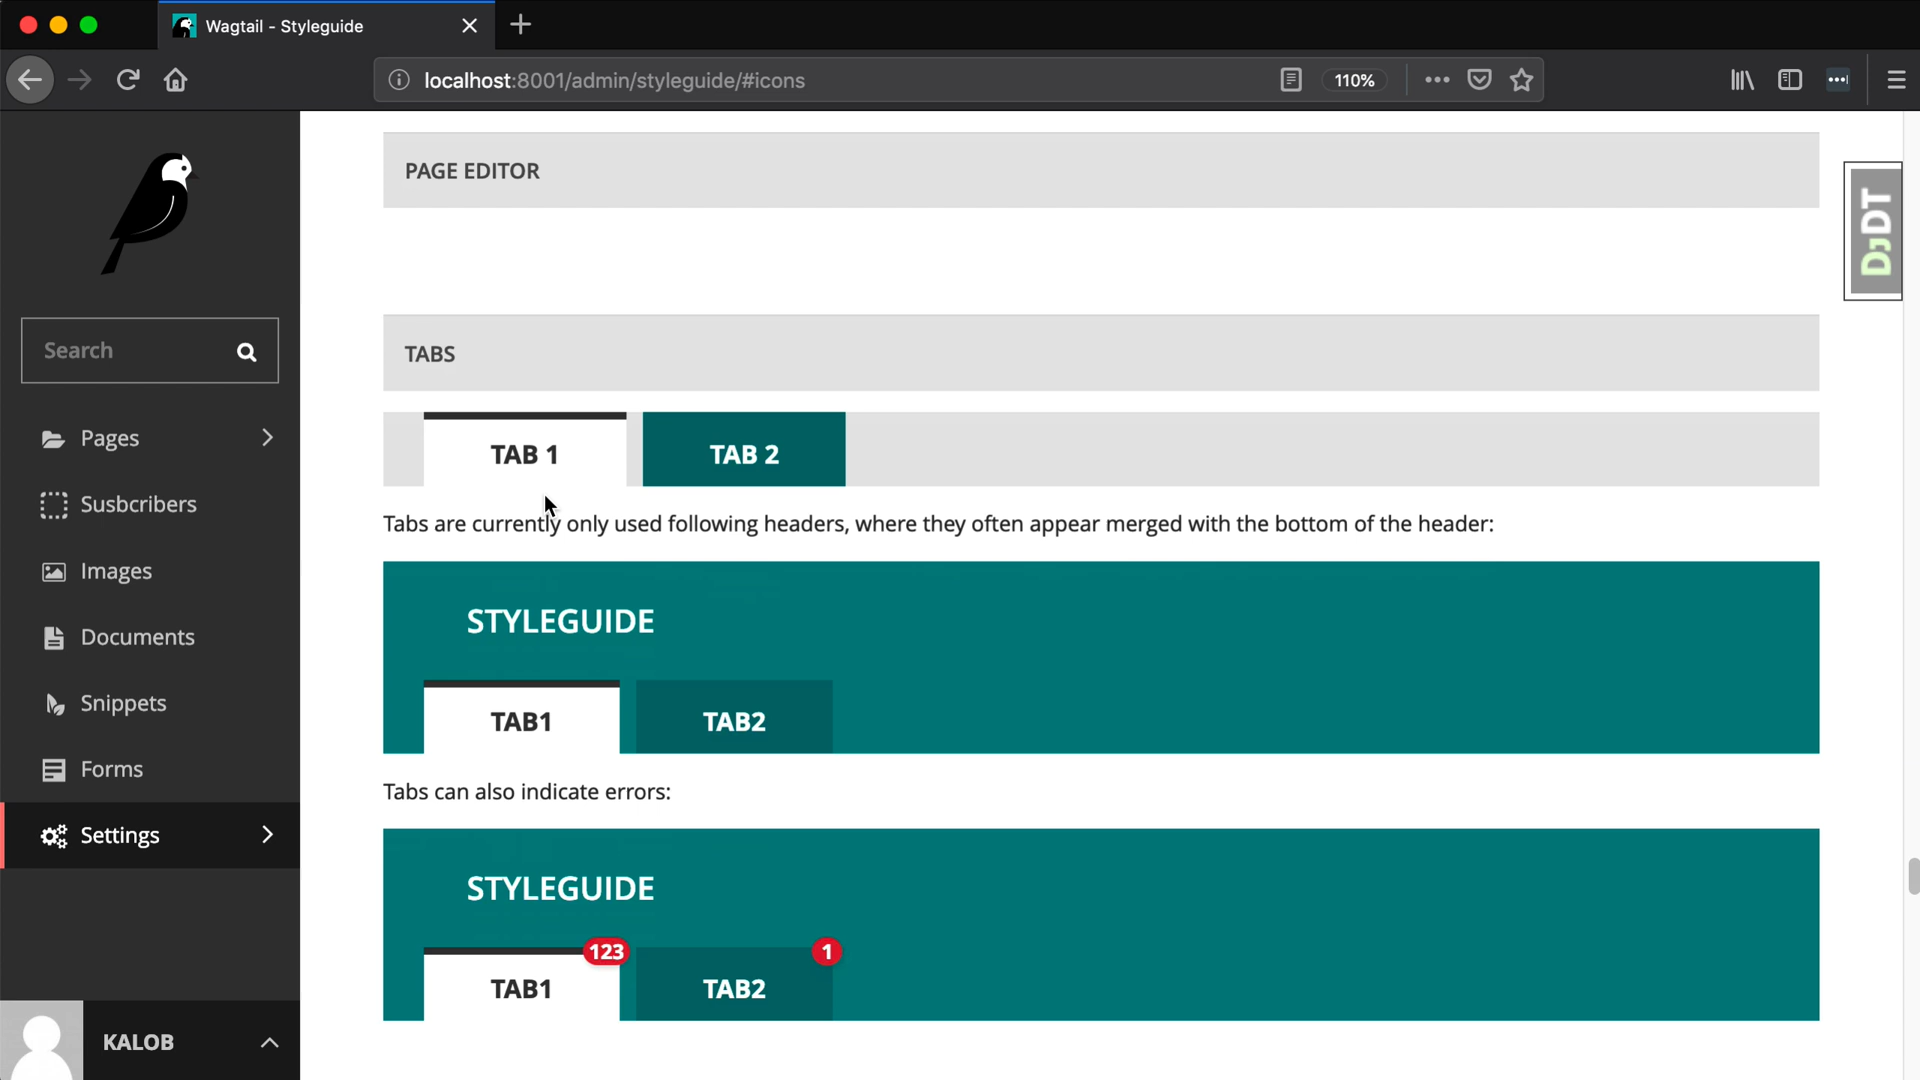 Wagtail - Styleguide
localhost:8001/admin/styleguide/#icons
110%
Search
Pages
Susbcribers
Images
Documents
Snippets
Forms
Settings
KALOB
PAGE EDITOR
TABS
TAB 1
TAB 2
Tabs are currently only used following headers, where they often appear merged with the bottom of the header:
STYLEGUIDE
TAB1
TAB2
Tabs can also indicate errors:
STYLEGUIDE
123
1
TAB1
TAB2
DJDT